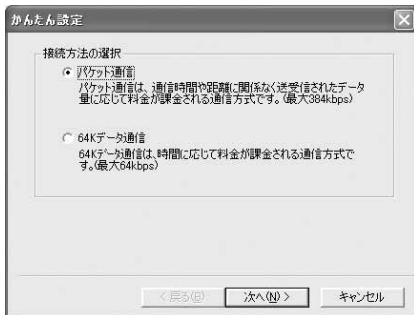 かんたん設定
接続方法の選択
パケット通信
パケット通信は、通信時間や距離に関係なく送受信されたデータ
量に応じて料金が課金される通信方式です。(最大384kbps)
64Kデータ通信
64Kデータ通信は、時間に応じて料金が課金される通信方式で
す。(最大64kbps)
< 戻る(B)
次へ(N) >
キャンセル